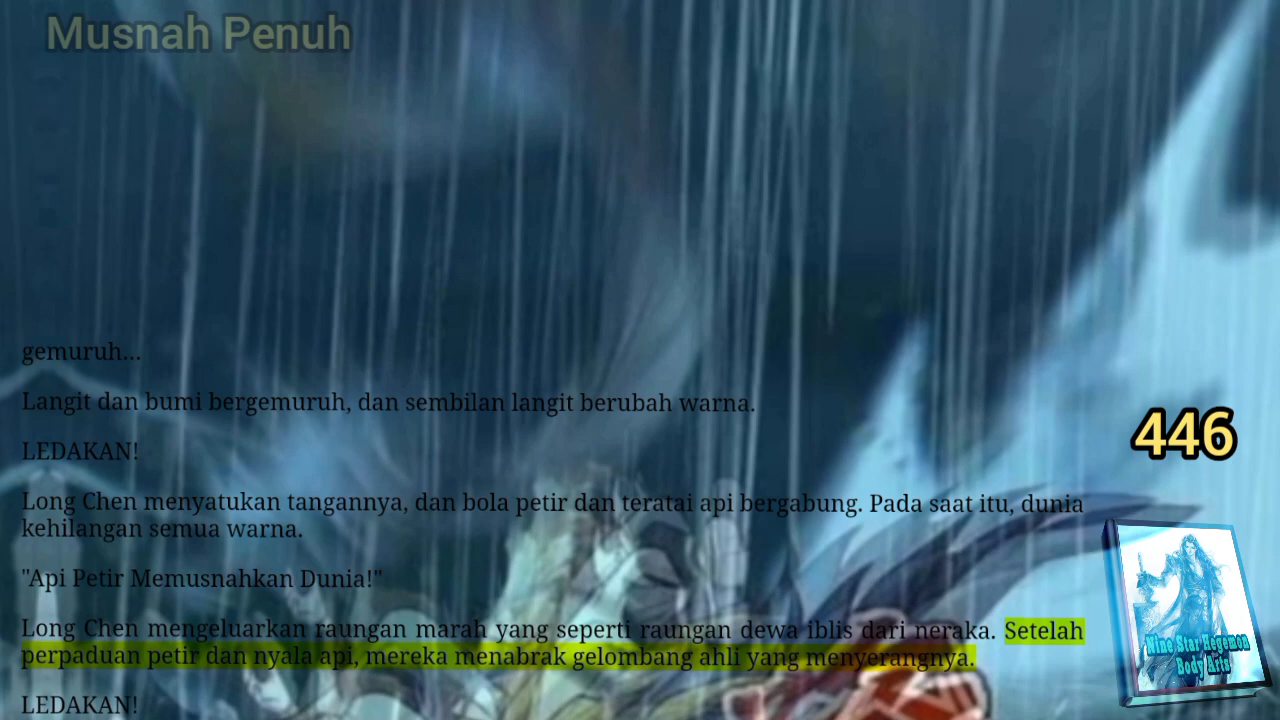 Musnah Penuh
gemuruh...
Langit dan bumi bergemuruh, dan sembilan langit berubah warna.
LEDAKAN!
446
Long Chen menyatukan tangannya, dan bola petir dan teratai api bergabung. Pada saat itu, dunia
kehilangan semua warna.
"Api Petir Memusnahkan Dunia!"
Long Chen mengeluarkan raungan marah yang seperti raungan dewa iblis dari neraka. Setelah
perpaduan petir dan nyala api, mereka menabrak gelombang ahli yang menyerangnya.
Nine Star Hegemon
Body Arts
LEDAKAN!